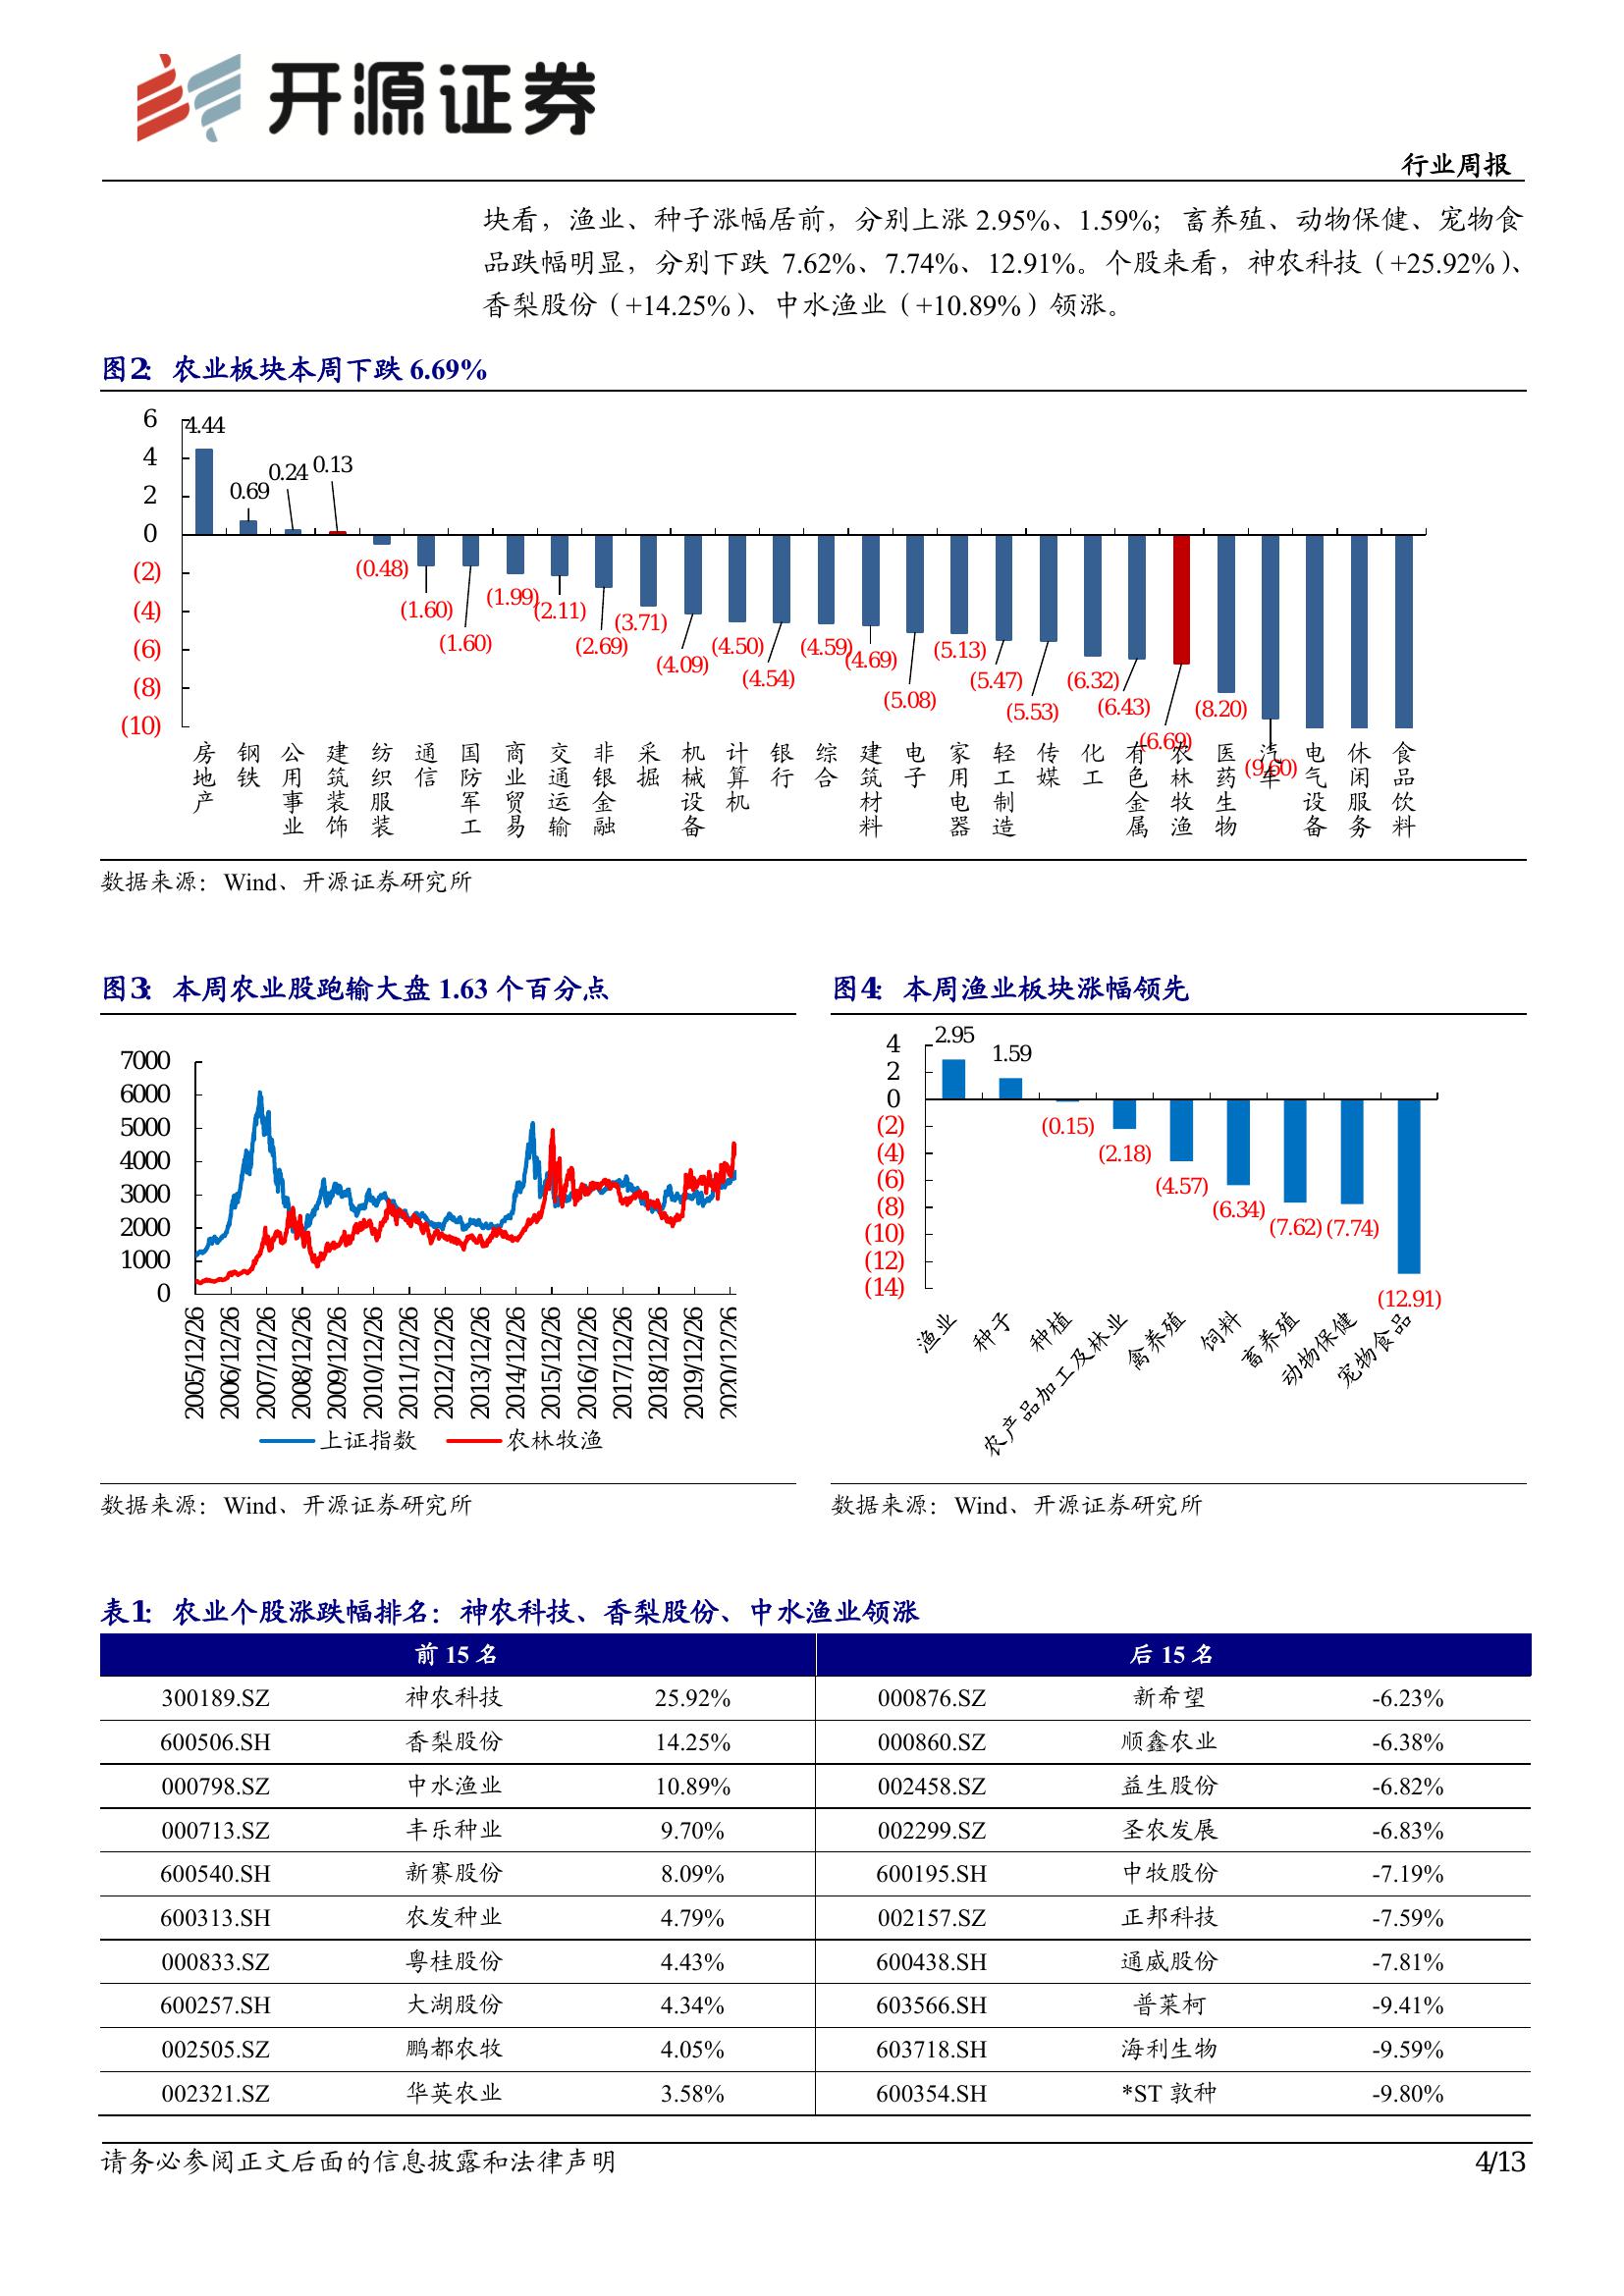 开源证券
行业周报
块看，渔业、种子涨幅居前，分别上涨 2.95%、1.59%；畜养殖、动物保健、宠物食
品跌幅明显，分别下跌 7.62%、7.74%、12.91%。个股来看，神农科技（+25.92%）、
香梨股份（+14.25%）、中水渔业（+10.89%）领涨。
图2：农业板块本周下跌 6.69%
6
4
2
0
(2)
(4)
(6)
(8)
(10)
4.44
0.69
0.24
0.13
(0.48)
(1.60)
(1.60)
(1.99)
(2.11)
(2.69)
(3.71)
(4.09)
(4.50)
(4.54)
(4.59)
(4.69)
(5.08)
(5.13)
(5.47)
(5.53)
(6.32)
(6.43)
(6.69)
(8.20)
(9.60)
房地产
钢铁
公用事业
建筑装饰
纺织服装
通信
国防军工
商业贸易
交通运输
非银金融
采掘
机械设备
计算机
银行
综合
建筑材料
电子
家用电器
轻工制造
传媒
化工
有色金属
农林牧渔
医药生物
汽车
电气设备
休闲服务
食品饮料
数据来源：Wind、开源证券研究所
图3：本周农业股跑输大盘 1.63 个百分点
7000
6000
5000
4000
3000
2000
1000
0
2005/12/26
2006/12/26
2007/12/26
2008/12/26
2009/12/26
2010/12/26
2011/12/26
2012/12/26
2013/12/26
2014/12/26
2015/12/26
2016/12/26
2017/12/26
2018/12/26
2019/12/26
2020/12/26
上证指数
农林牧渔
数据来源：Wind、开源证券研究所
图4：本周渔业板块涨幅领先
4
2
0
(2)
(4)
(6)
(8)
(10)
(12)
(14)
2.95
1.59
(0.15)
(2.18)
(4.57)
(6.34)
(7.62)
(7.74)
(12.91)
渔业
种子
种植
农产品加工及林业
禽养殖
饲料
畜养殖
动物保健
宠物食品
数据来源：Wind、开源证券研究所
表1：农业个股涨跌幅排名：神农科技、香梨股份、中水渔业领涨
前 15 名 后 15 名
300189.SZ 神农科技 25.92% 000876.SZ 新希望 -6.23%
600506.SH 香梨股份 14.25% 000860.SZ 顺鑫农业 -6.38%
000798.SZ 中水渔业 10.89% 002458.SZ 益生股份 -6.82%
000713.SZ 丰乐种业 9.70% 002299.SZ 圣农发展 -6.83%
600540.SH 新赛股份 8.09% 600195.SH 中牧股份 -7.19%
600313.SH 农发种业 4.79% 002157.SZ 正邦科技 -7.59%
000833.SZ 粤桂股份 4.43% 600438.SH 通威股份 -7.81%
600257.SH 大湖股份 4.34% 603566.SH 普莱柯 -9.41%
002505.SZ 鹏都农牧 4.05% 603718.SH 海利生物 -9.59%
002321.SZ 华英农业 3.58% 600354.SH *ST 敦种 -9.80%
请务必参阅正文后面的信息披露和法律声明
4/13